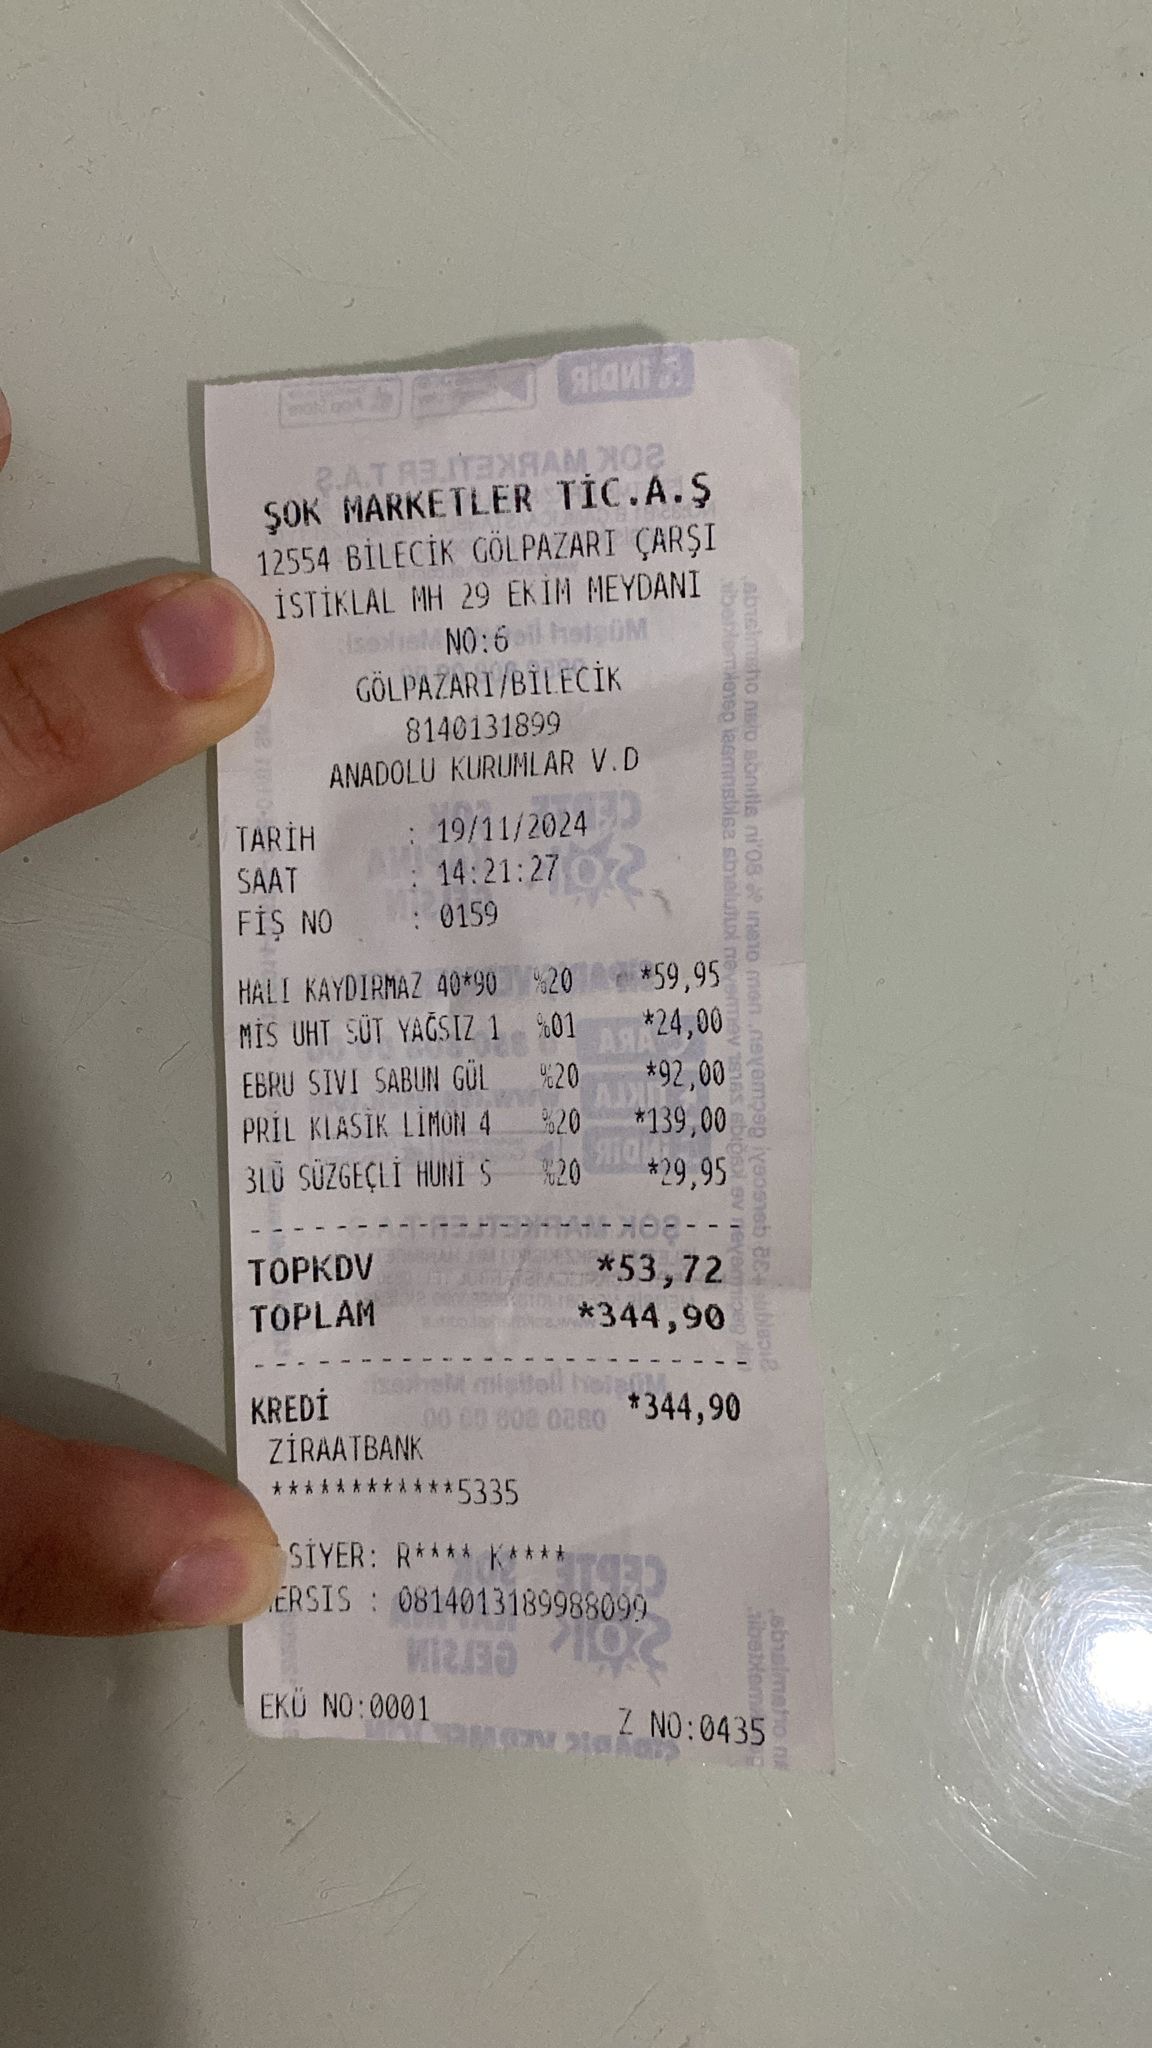 ŞOK MARKETLER TİC.A.Ş
12554 BİLECİK GÖLPAZARI ÇARŞI
İSTİKLAL MH 29 EKİM MEYDANI
NO:6
GÖLPAZARI/BİLECİK
8140131899
ANADOLU KURUMLAR V.D
TARİH : 19/11/2024
SAAT : 14:21:27
FİŞ NO : 0159
HALI KAYDIRMAZ 40*90 %20 *59,95
MİS UHT SÜT YAĞSIZ 1 %01 *24,00
EBRU SIVI SABUN GÜL %20 *92,00
PRİL KLASİK LİMON 4 %20 *139,00
3LÜ SÜZGEÇLİ HUNİ S %20 *29,95
TOPKDV *53,72
TOPLAM *344,90
KREDİ *344,90
ZİRAATBANK
************5335
SİYER: R**** K****
ERSIS : 0814013189988099
EKÜ NO:0001 Z NO:0435